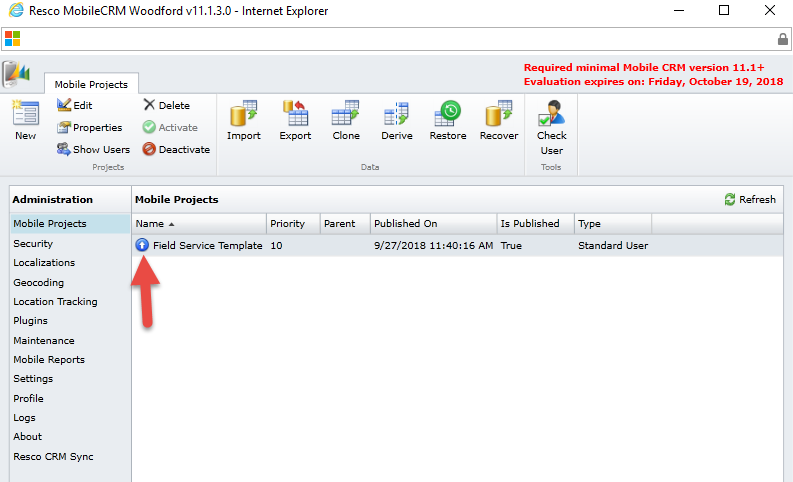 Resco MobileCRM Woodford v11.1.3.0 - Internet Explorer
Required minimal Mobile CRM version 11.1+
Evaluation expires on: Friday, October 19, 2018
Mobile Projects
New
Edit
Properties
Show Users
Delete
Activate
Deactivate
Projects
Import
Export
Clone
Derive
Restore
Recover
Data
Check User
Tools
Administration
Mobile Projects
Security
Localizations
Geocoding
Location Tracking
Plugins
Maintenance
Mobile Reports
Settings
Profile
Logs
About
Resco CRM Sync
Mobile Projects
Refresh
Name Priority Parent Published On Is Published Type
Field Service Template 10 9/27/2018 11:40:16 AM True Standard User